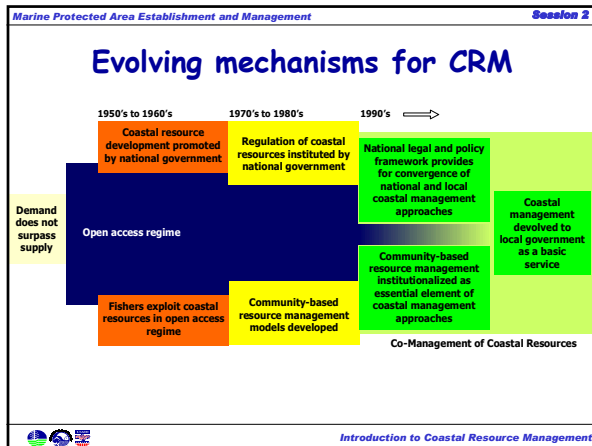 Marine Protected Area Establishment and Management
Session 2
Evolving mechanisms for CRM
1950's to 1960's
1970's to 1980's
1990's
Coastal resource
development promoted
by national government
Regulation of coastal
resources instituted by
national government
National legal and policy
framework provides
for convergence of
national and local
coastal management
approaches
Demand
does not
surpass
supply
Open access regime
Coastal
management
devolved to
local government
as a basic
service
Fishers exploit coastal
resources in open access
regime
Community-based
resource management
models developed
Community-based
resource management
institutionalized as
essential element of
coastal management
approaches
Co-Management of Coastal Resources
Introduction to Coastal Resource Management